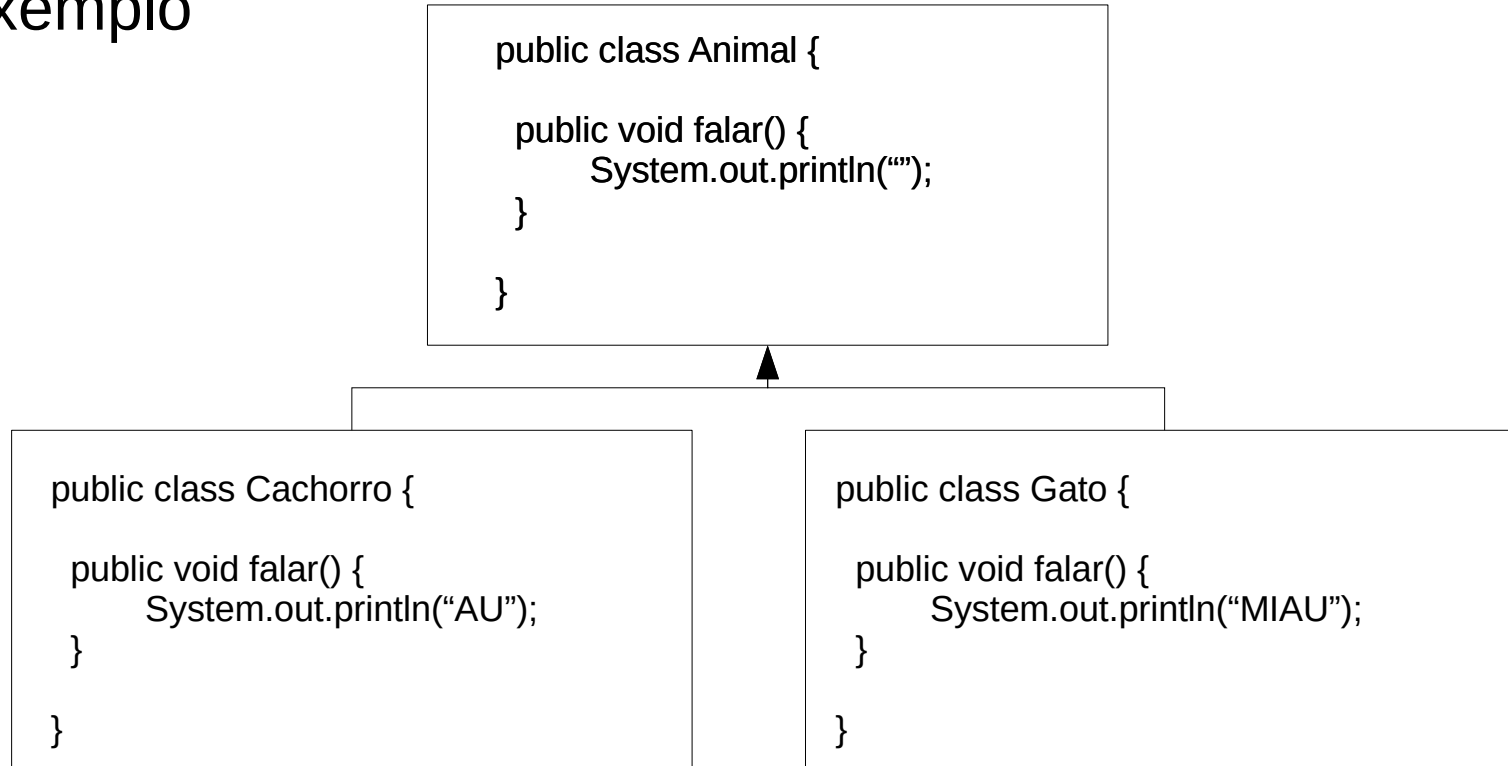 xemplo
public class Animal {
public void falar() {
System.out.println(“”);
}
}
public class Cachorro {
public void falar() {
System.out.println(“AU”);
}
}
public class Gato {
public void falar() {
System.out.println(“MIAU”);
}
}